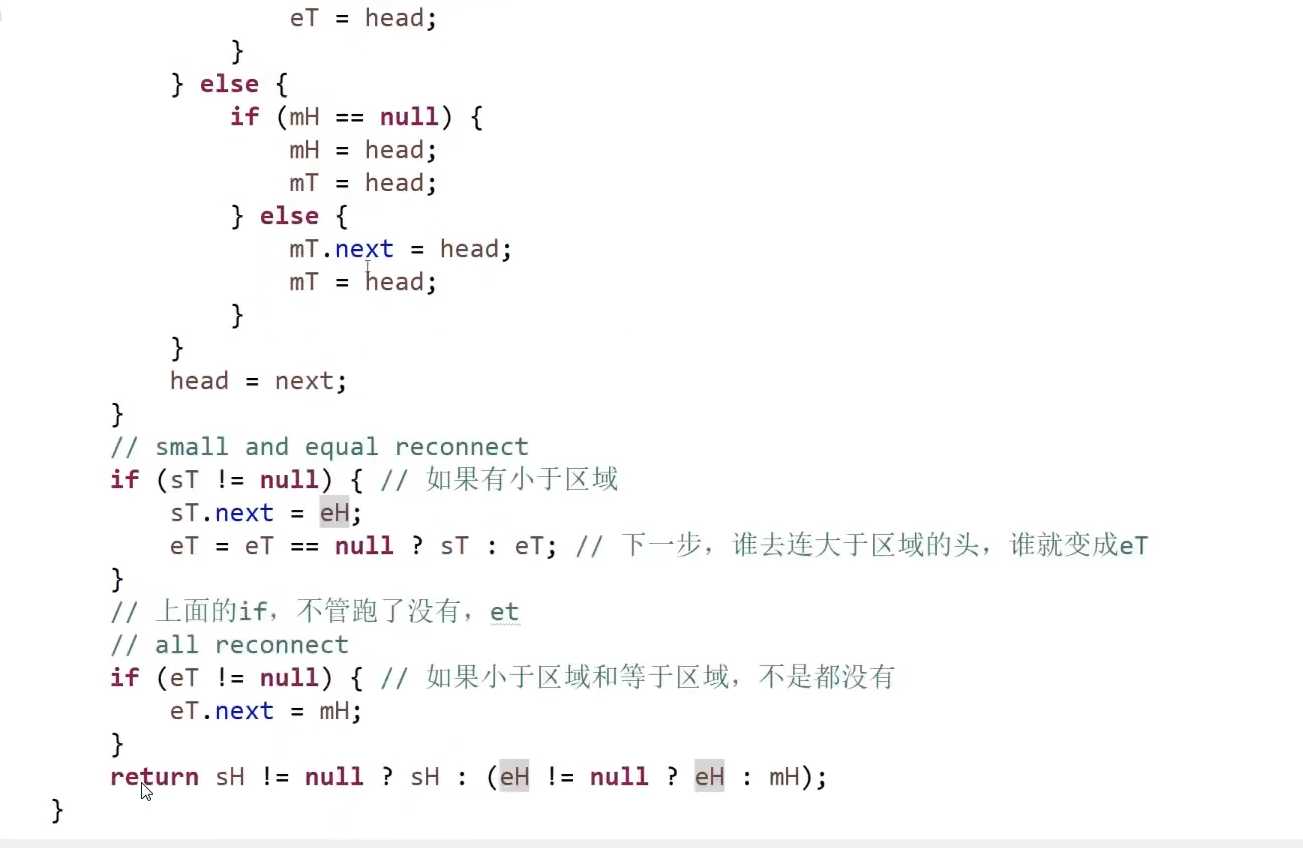 eT = head;
            }
        } else {
            if (mH == null) {
                mH = head;
                mT = head;
            } else {
                mT.next = head;
                mT = head;
            }
        }
        head = next;
    }
    // small and equal reconnect
    if (sT != null) { // 如果有小于区域
        sT.next = eH;
        eT = eT == null ? sT : eT; // 下一步，谁去连大于区域的头，谁就变成eT
    }
    // 上面的if，不管跑了没有，et
    // all reconnect
    if (eT != null) { // 如果小于区域和等于区域，不是都没有
        eT.next = mH;
    }
    return sH != null ? sH : (eH != null ? eH : mH);
}